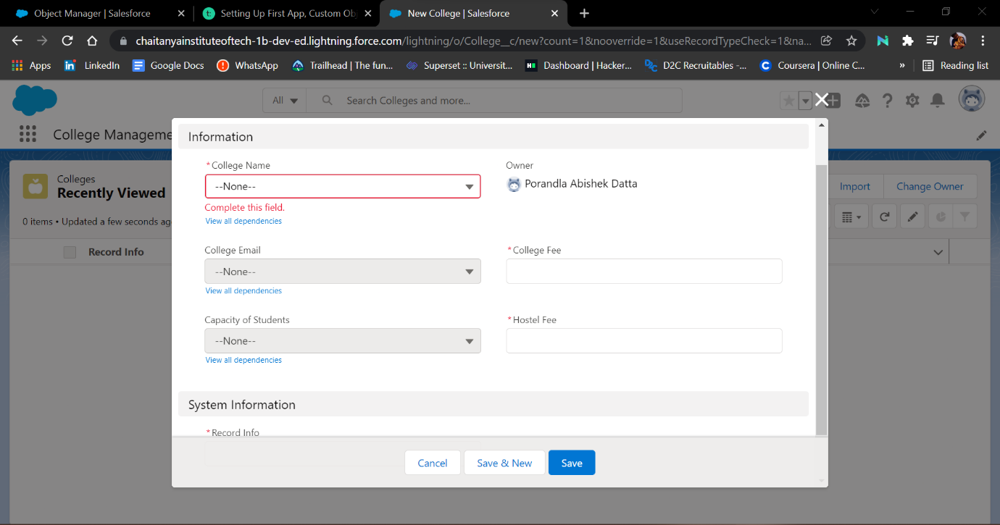 Object Manager | Salesforce
Setting Up First App, Custom Ob
New College | Salesforce
chaitanyainstituteoftech-1b-dev-ed.lightning.force.com/lightning/o/College__c/new?count=1&nooverride=1&useRecordTypeCheck=1&na...
Apps LinkedIn Google Docs WhatsApp Trailhead | The fun... Superset :: Universit... Dashboard | Hacker... D2C Recruitables -... Coursera | Online C... » Reading list
All Search Colleges and more...
College Manageme
Information
Colleges
Recently Viewed
0 items • Updated a few seconds ag
Record Info
Import Change Owner
* College Name
--None--
Complete this field.
View all dependencies
Owner
Porandla Abishek Datta
College Email
--None--
View all dependencies
* College Fee
Capacity of Students
--None--
View all dependencies
* Hostel Fee
System Information
* Record Info
Cancel Save & New Save